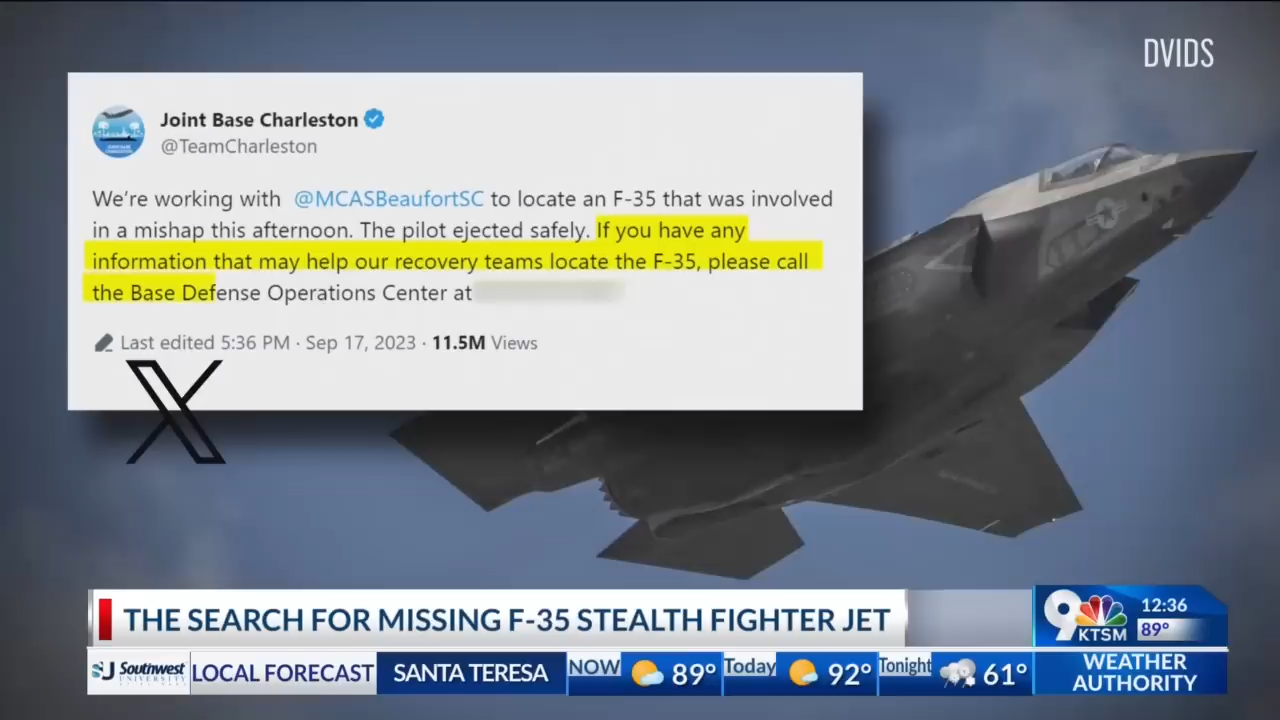 DVIDS
Joint Base Charleston
@TeamCharleston
We're working with @MCASBeaufortSC to locate an F-35 that was involved
in a mishap this afternoon. The pilot ejected safely. If you have any
information that may help our recovery teams locate the F-35, please call
the Base Defense Operations Center at
Last edited 5:36 PM · Sep 17, 2023 · 11.5M Views
THE SEARCH FOR MISSING F-35 STEALTH FIGHTER JET
9 KTSM
12:36
89°
Southwest
UNIVERSITY
LOCAL FORECAST
SANTA TERESA
NOW 89°
Today 92°
Tonight 61°
WEATHER
AUTHORITY